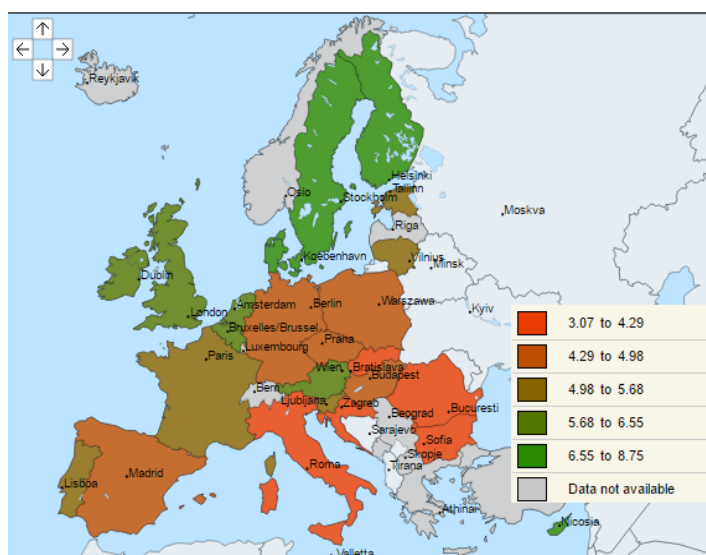 Reykjavik
Helsinki
Tallinn
Oslo
Stockholm
Moskva
Riga
Koebenhavn
Vilnius
Minsk
Dublin
Amsterdam
Berlin
Warszawa
London
Kyiv
Bruxelles/Brussel
Luxembourg
Praha
Paris
Wien
Bratislava
Budapest
Bern
Ljubljana
Zagreb
Beograd
Bucuresti
Sarajevo
Sofia
Skopje
Roma
Tirana
Madrid
Lisboa
Athinai
Nicosia
Valletta
3.07 to 4.29
4.29 to 4.98
4.98 to 5.68
5.68 to 6.55
6.55 to 8.75
Data not available